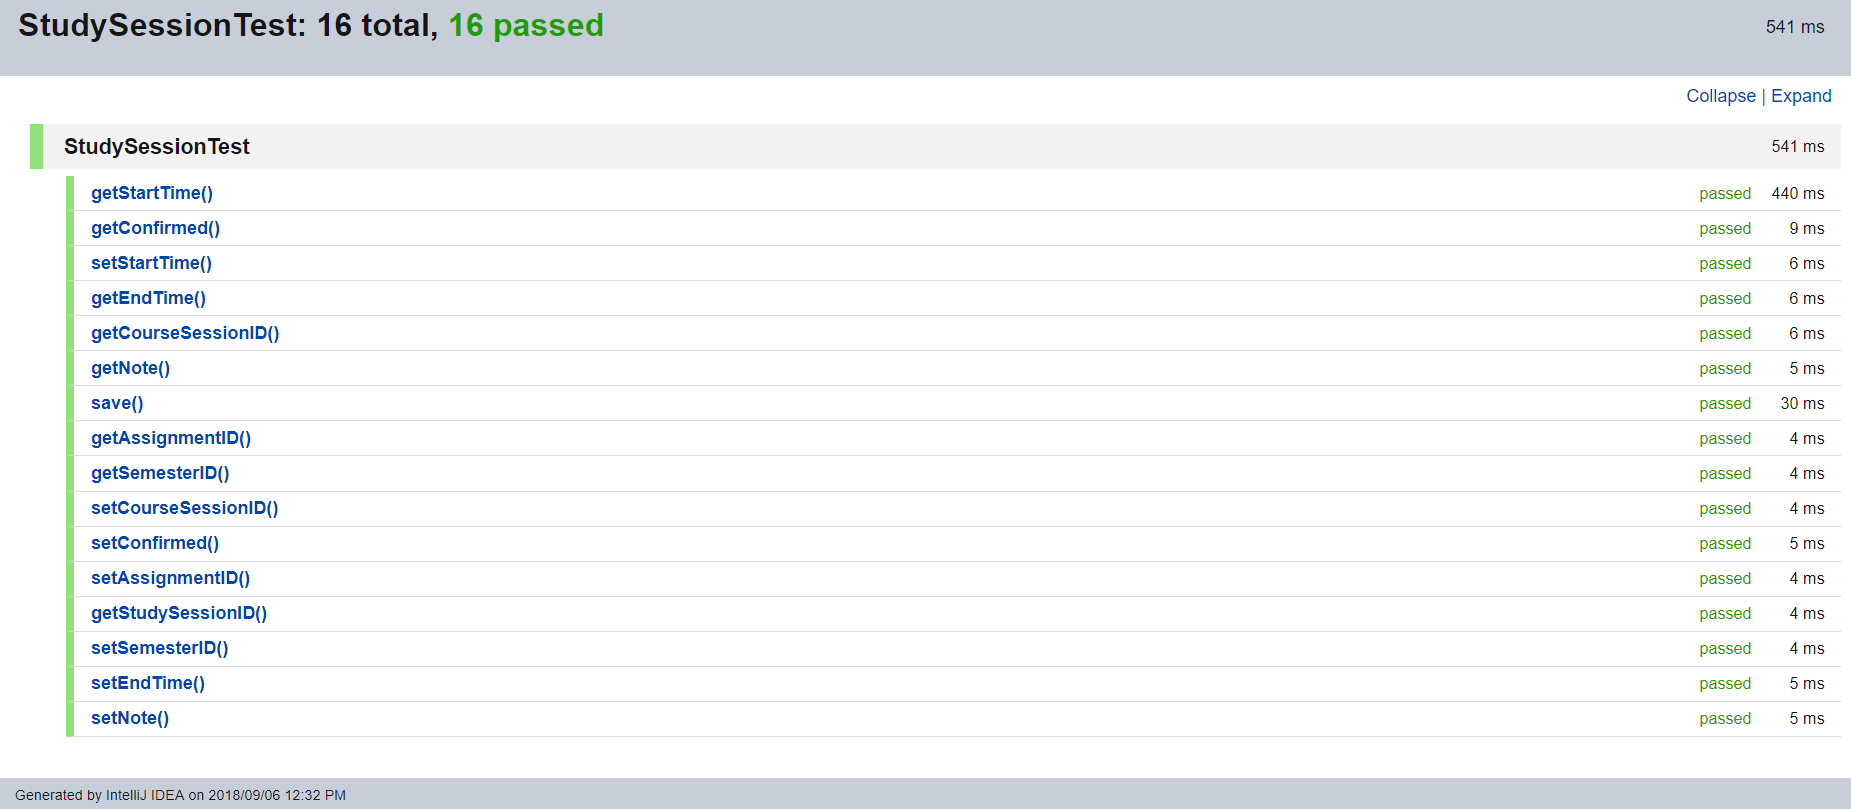 StudySessionTest: 16 total, 16 passed 541 ms
Collapse | Expand
StudySessionTest 541 ms
getStartTime() passed 440 ms
getConfirmed() passed 9 ms
setStartTime() passed 6 ms
getEndTime() passed 6 ms
getCourseSessionID() passed 6 ms
getNote() passed 5 ms
save() passed 30 ms
getAssignmentID() passed 4 ms
getSemesterID() passed 4 ms
setCourseSessionID() passed 4 ms
setConfirmed() passed 5 ms
setAssignmentID() passed 4 ms
getStudySessionID() passed 4 ms
setSemesterID() passed 4 ms
setEndTime() passed 5 ms
setNote() passed 5 ms
Generated by IntelliJ IDEA on 2018/09/06 12:32 PM